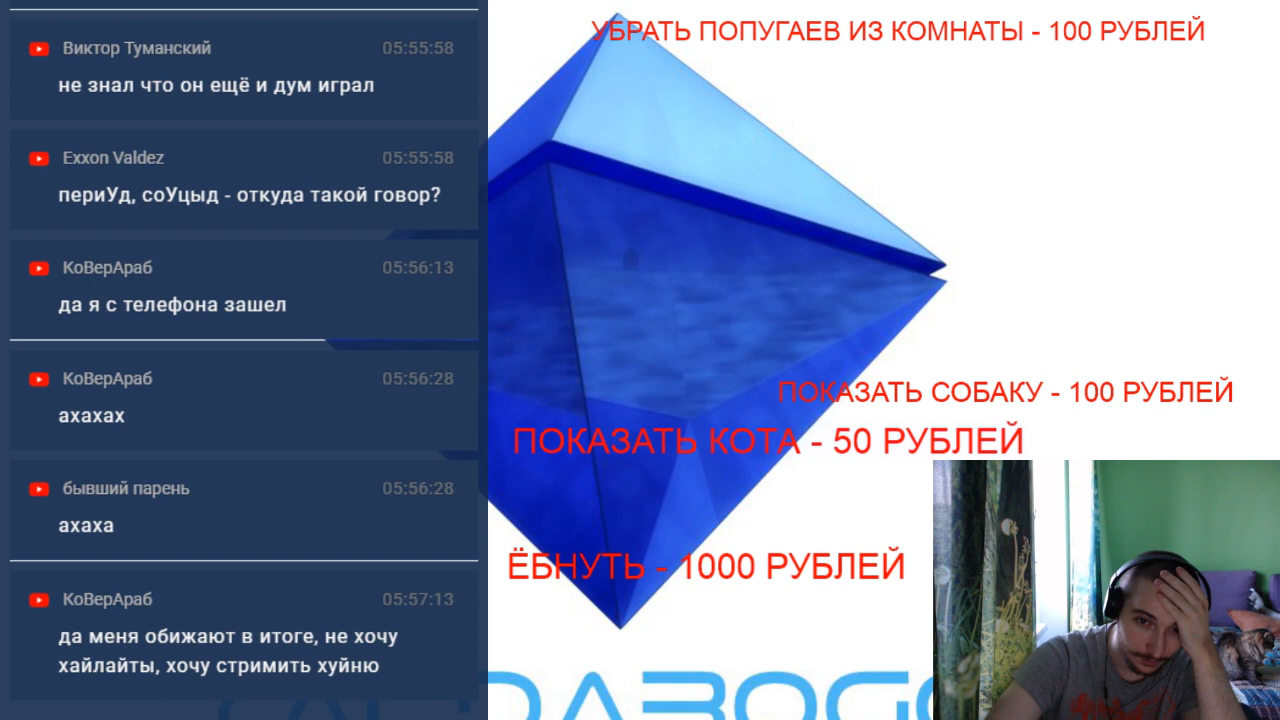 Виктор Туманский 05:55:58
не знал что он ещё и дум играл
Exxon Valdez 05:55:58
периУд, соУцыд - откуда такой говор?
КоВерАраб 05:56:13
да я с телефона зашел
КоВерАраб 05:56:28
ахахах
бывший парень 05:56:28
ахаха
КоВерАраб 05:57:13
да меня обижают в итоге, не хочу
хайлайты, хочу стримить хуйню
УБРАТЬ ПОПУГАЕВ ИЗ КОМНАТЫ - 100 РУБЛЕЙ
ПОКАЗАТЬ СОБАКУ - 100 РУБЛЕЙ
ПОКАЗАТЬ КОТА - 50 РУБЛЕЙ
ЁБНУТЬ - 1000 РУБЛЕЙ